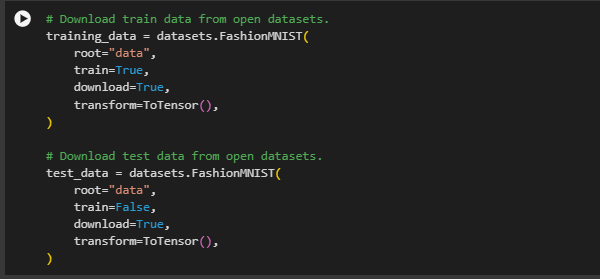 # Download train data from open datasets.
training_data = datasets.FashionMNIST(
    root="data",
    train=True,
    download=True,
    transform=ToTensor(),
)
# Download test data from open datasets.
test_data = datasets.FashionMNIST(
    root="data",
    train=False,
    download=True,
    transform=ToTensor(),
)